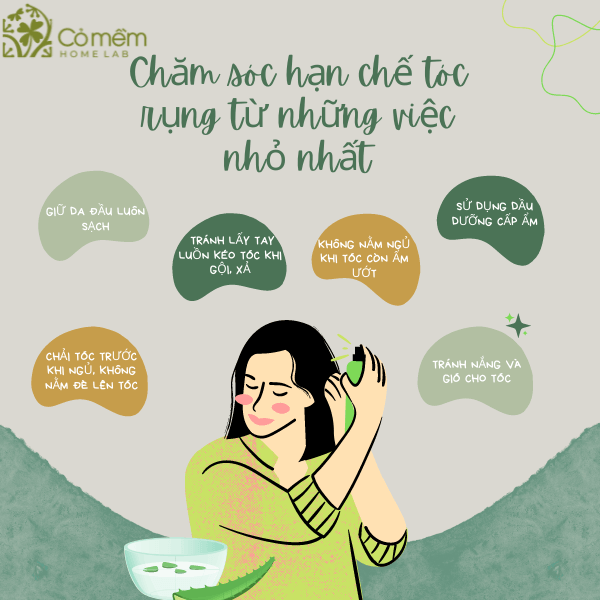 Cỏ mềm
HOME LAB
Chăm sóc hạn chế tóc
rụng từ những việc
nhỏ nhất
GIỮ DA ĐẦU LUÔN
SẠCH
TRÁNH LẤY TAY
LUỒN KÉO TÓC KHI
GỘI, XẢ
KHÔNG NẰM NGỦ
KHI TÓC CÒN ẨM
ƯỚT
SỬ DỤNG DẦU
DƯỠNG CẤP ẨM
CHẢI TÓC TRƯỚC
KHI NGỦ, KHÔNG
NẰM ĐÈ LÊN TÓC
TRÁNH NẮNG VÀ
GIÓ CHO TÓC